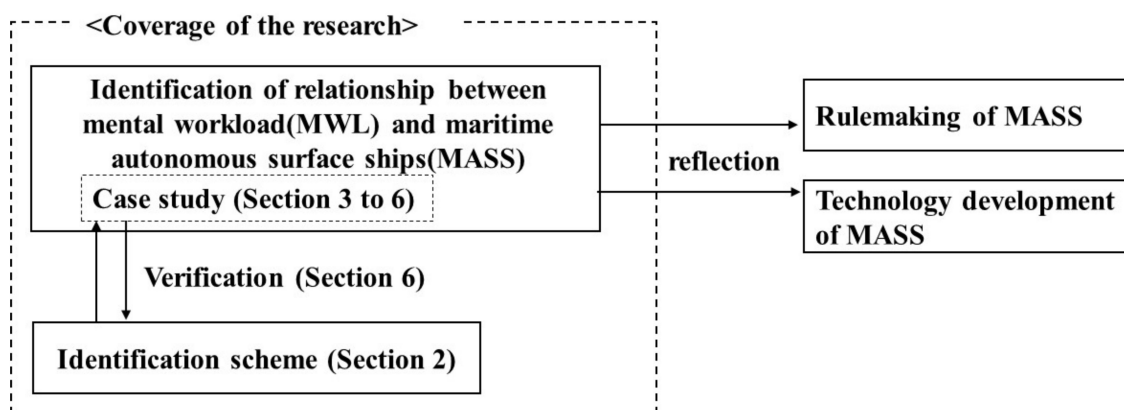 <Coverage of the research>
Identification of relationship between
mental workload(MWL) and maritime
autonomous surface ships(MASS)
Case study (Section 3 to 6)
Verification (Section 6)
Identification scheme (Section 2)
reflection
Rulemaking of MASS
Technology development
of MASS